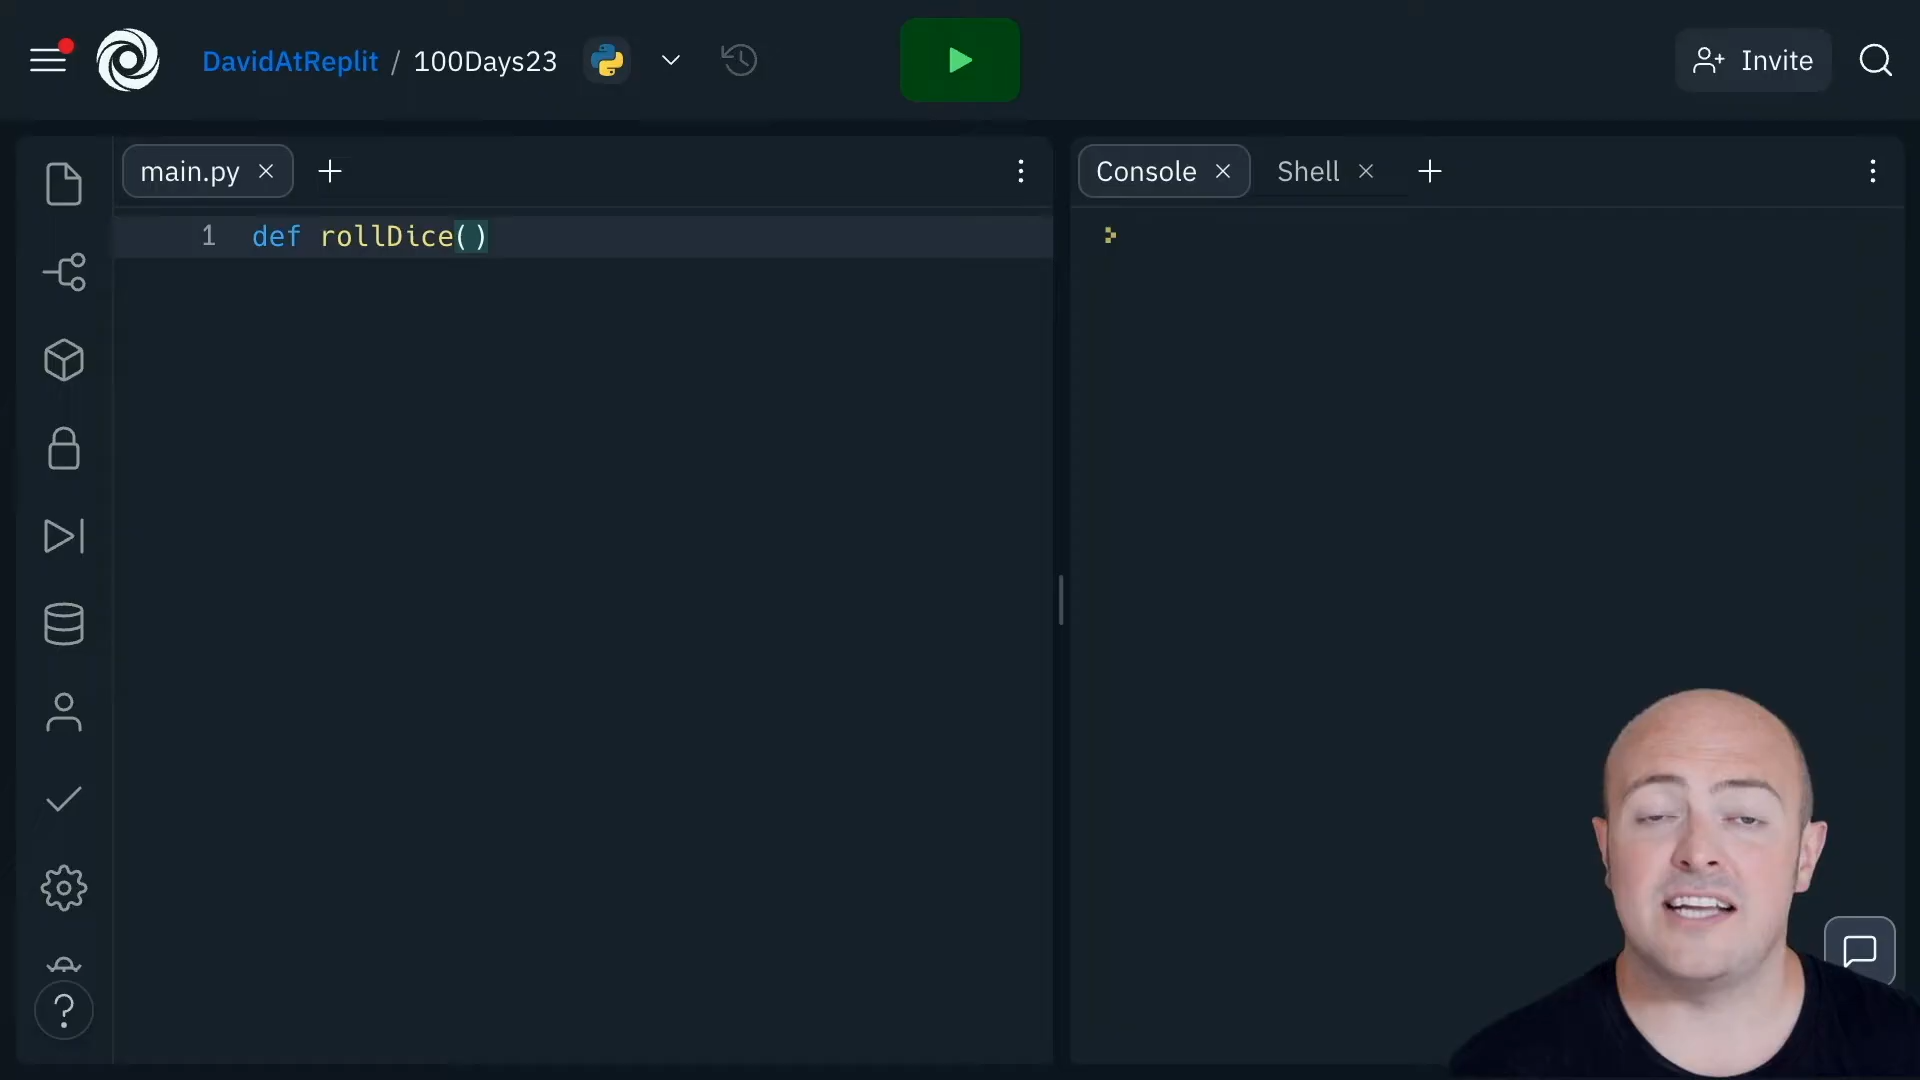 DavidAtReplit / 100Days23
Invite
main.py
Console
Shell
1 def rollDice()